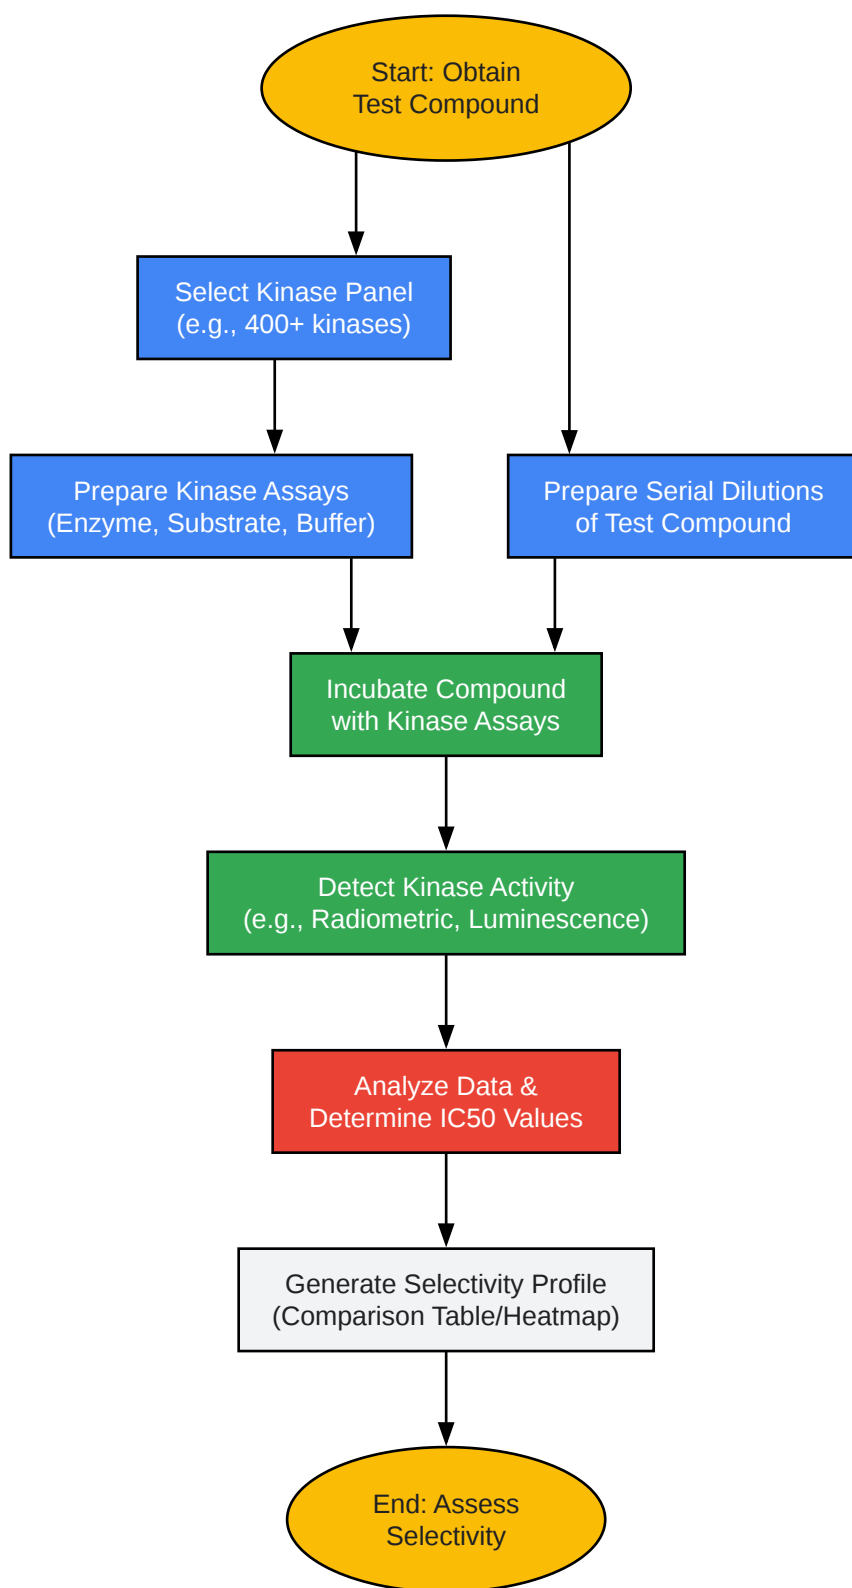 Start: Obtain
Test Compound
Select Kinase Panel
(e.g., 400+ kinases)
Prepare Kinase Assays
(Enzyme, Substrate, Buffer)
Prepare Serial Dilutions
of Test Compound
Incubate Compound
with Kinase Assays
Detect Kinase Activity
(e.g., Radiometric, Luminescence)
Analyze Data &
Determine IC50 Values
Generate Selectivity Profile
(Comparison Table/Heatmap)
End: Assess
Selectivity